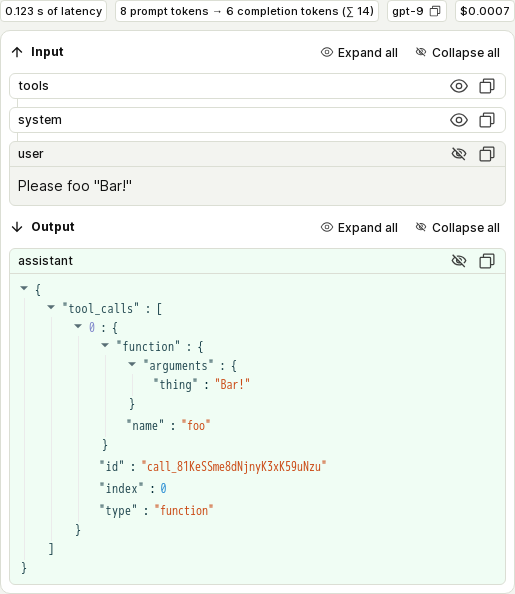 0.123 s of latency 8 prompt tokens → 6 completion tokens (∑ 14) gpt-9 $0.0007
Input Expand all Collapse all
tools
system
user
Please foo "Bar!"
Output Expand all Collapse all
assistant
{
"tool_calls" : [
0 : {
"function" : {
"arguments" : {
"thing" : "Bar!"
}
"name" : "foo"
}
"id" : "call_81KeSSme8dNjnyK3xK59uNzu"
"index" : 0
"type" : "function"
}
]
}